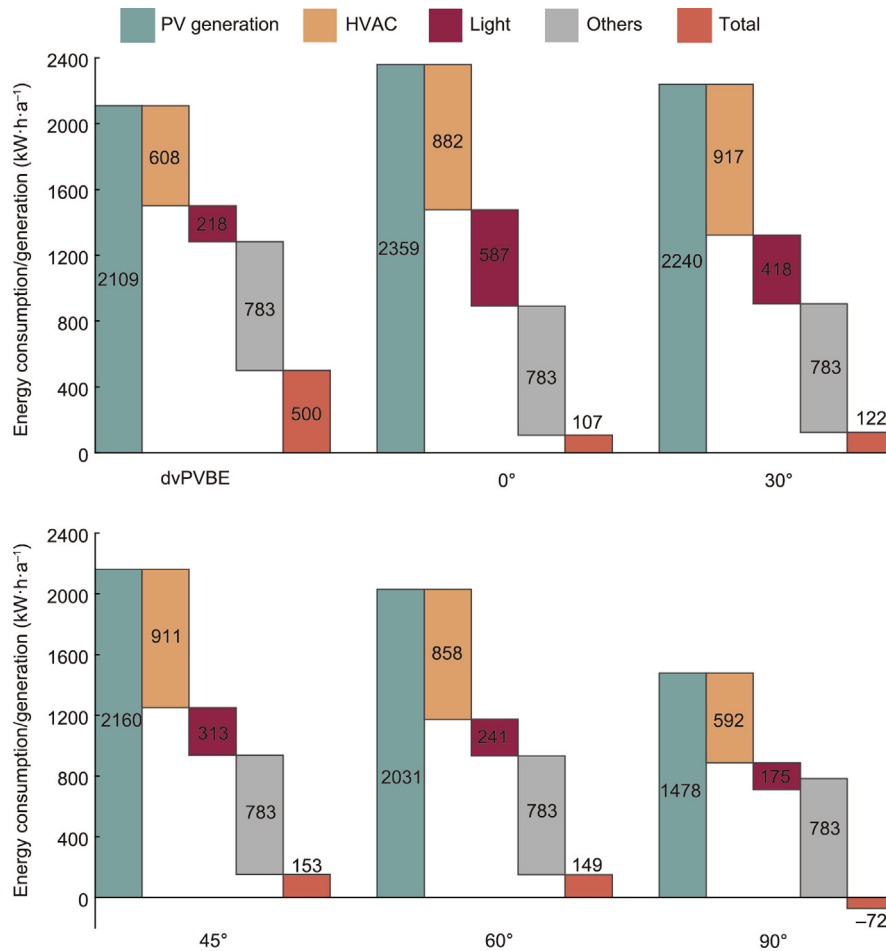 PV generation HVAC Light Others Total
Energy consumption/generation (kW·h·a⁻¹)
2400
2000
1600
1200
800
400
0
2109 608 218 783 500
2359 882 587 783 107
2240 917 418 783 122
dvPVBE 0° 30°
Energy consumption/generation (kW·h·a⁻¹)
2400
2000
1600
1200
800
400
0
2160 911 313 783 153
2031 858 241 783 149
1478 592 175 783 –72
45° 60° 90°